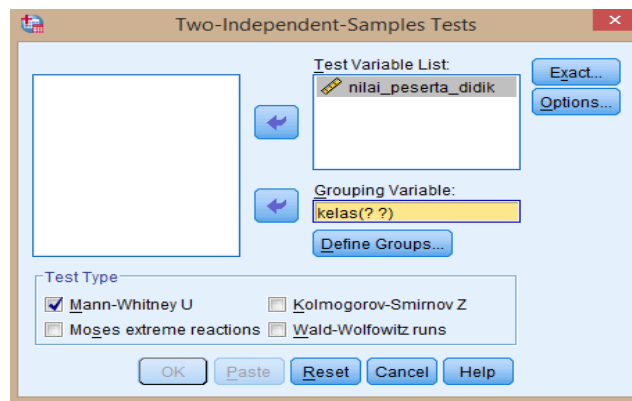 Two-Independent-Samples Tests
Test Variable List:
nilai_peserta_didik
Exact...
Options...
Grouping Variable:
kelas(? ?)
Define Groups...
Test Type
Mann-Whitney U
Kolmogorov-Smirnov Z
Moses extreme reactions
Wald-Wolfowitz runs
OK
Paste
Reset
Cancel
Help